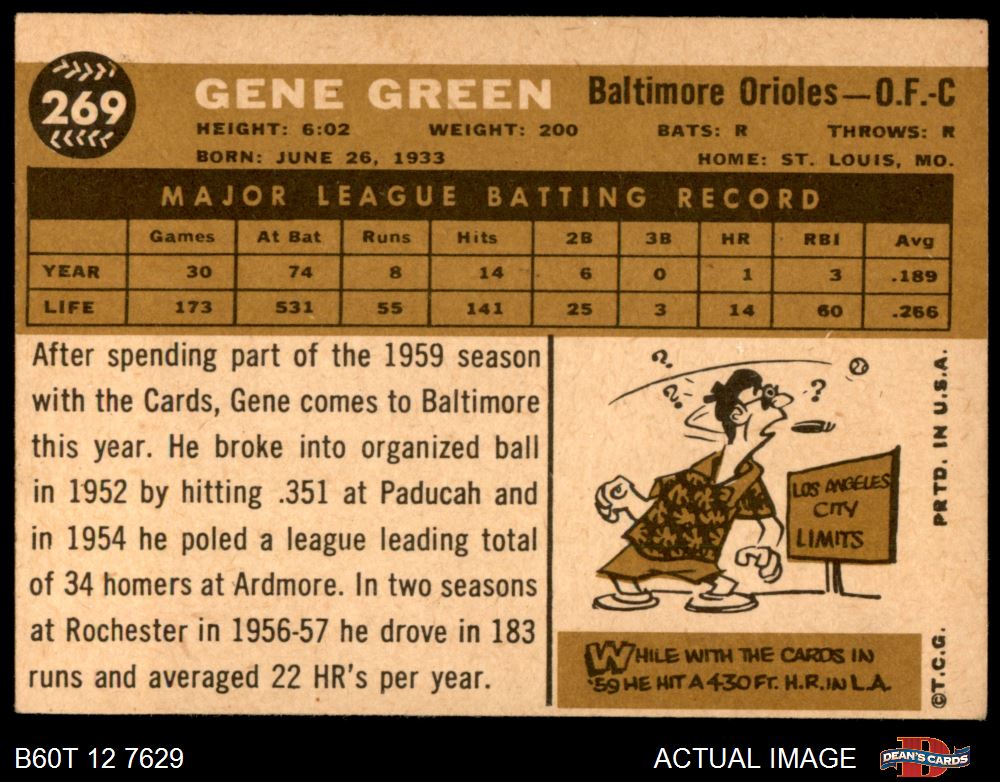 269
GENE GREEN Baltimore Orioles—O.F.-C
HEIGHT: 6:02 WEIGHT: 200 BATS: R THROWS: R
BORN: JUNE 26, 1933 HOME: ST. LOUIS, MO.
MAJOR LEAGUE BATTING RECORD
Games At Bat Runs Hits 2B 3B HR RBI Avg
YEAR 30 74 8 14 6 0 1 3 .189
LIFE 173 531 55 141 25 3 14 60 .266
After spending part of the 1959 season
with the Cards, Gene comes to Baltimore
this year. He broke into organized ball
in 1952 by hitting .351 at Paducah and
in 1954 he poled a league leading total
of 34 homers at Ardmore. In two seasons
at Rochester in 1956-57 he drove in 183
runs and averaged 22 HR's per year.
? ? ?
LOS ANGELES
CITY
LIMITS
WHILE WITH THE CARDS IN
'59 HE HIT A 430 FT. H.R. IN L.A.
©T.C.G. PRTD. IN U.S.A.
B60T 12 7629 ACTUAL IMAGE
DEAN'S CARDS